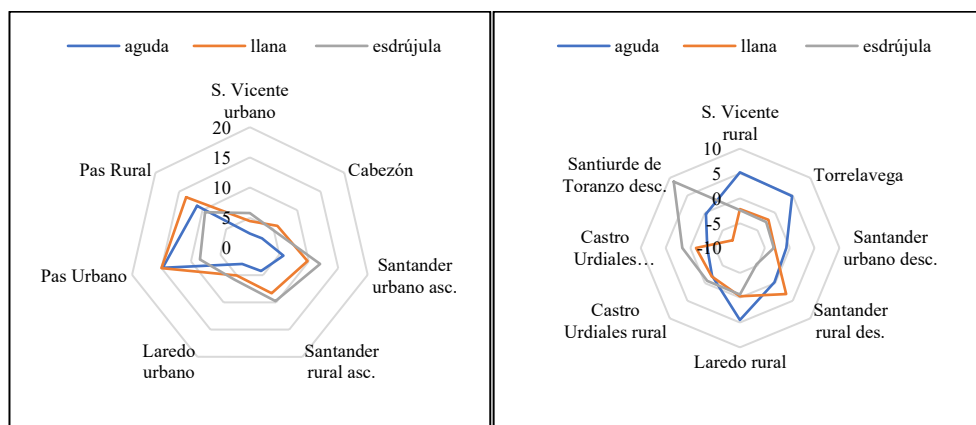 aguda llana esdrújula
S. Vicente
urbano
20
15
10
5
0
Cabezón
Santander
urbano asc.
Santander
rural asc.
Laredo
urbano
Pas Urbano
Pas Rural
aguda llana esdrújula
S. Vicente
rural
10
5
0
-5
-10
Torrelavega
Santander
urbano desc.
Santander
rural des.
Laredo rural
Castro
Urdiales rural
Castro
Urdiales…
Santiurde de
Toranzo desc.